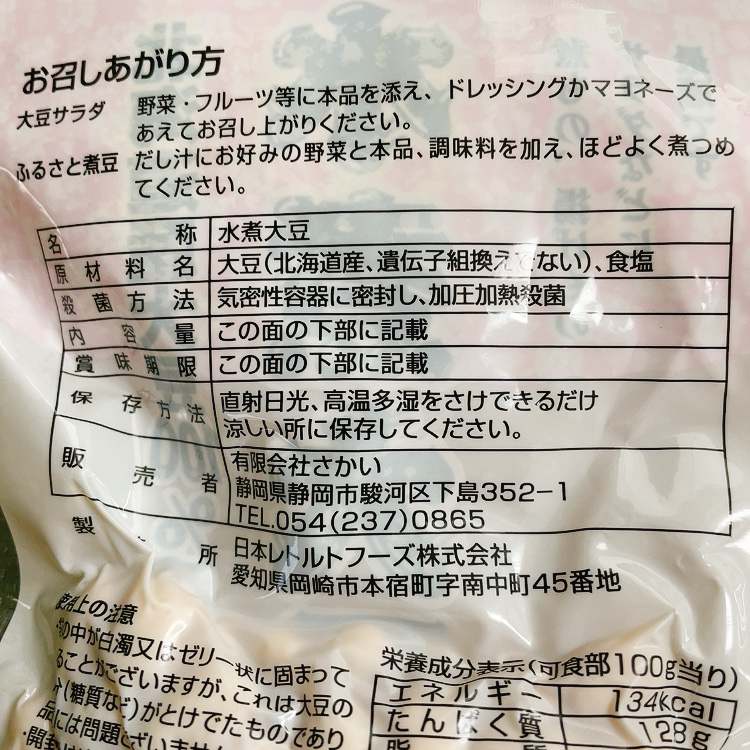 お召しあがり方
大豆サラダ 野菜・フルーツ等に本品を添え、ドレッシングかマヨネーズで
あえてお召し上がりください。
ふるさと煮豆 だし汁にお好みの野菜と本品、調味料を加え、ほどよく煮つめ
てください。
名称 水煮大豆
原材料名 大豆(北海道産、遺伝子組換えでない)、食塩
殺菌方法 気密性容器に密封し、加圧加熱殺菌
内容量 この面の下部に記載
賞味期限 この面の下部に記載
保存方法 直射日光、高温多湿をさけできるだけ
涼しい所に保存してください。
販売者 有限会社さかい
静岡県静岡市駿河区下島352-1
TEL.054(237)0865
製 所 日本レトルトフーズ株式会社
愛知県岡崎市本宿町字南中町45番地
使用上の注意
の中が白濁又はゼリー状に固まって
ることがございますが、これは大豆の
分(糖質など)がとけでたものであり
品には問題ございません
・開封
栄養成分表示(可食部100g当り)
エネルギー 134kcal
たんぱく質 12.8g
脂